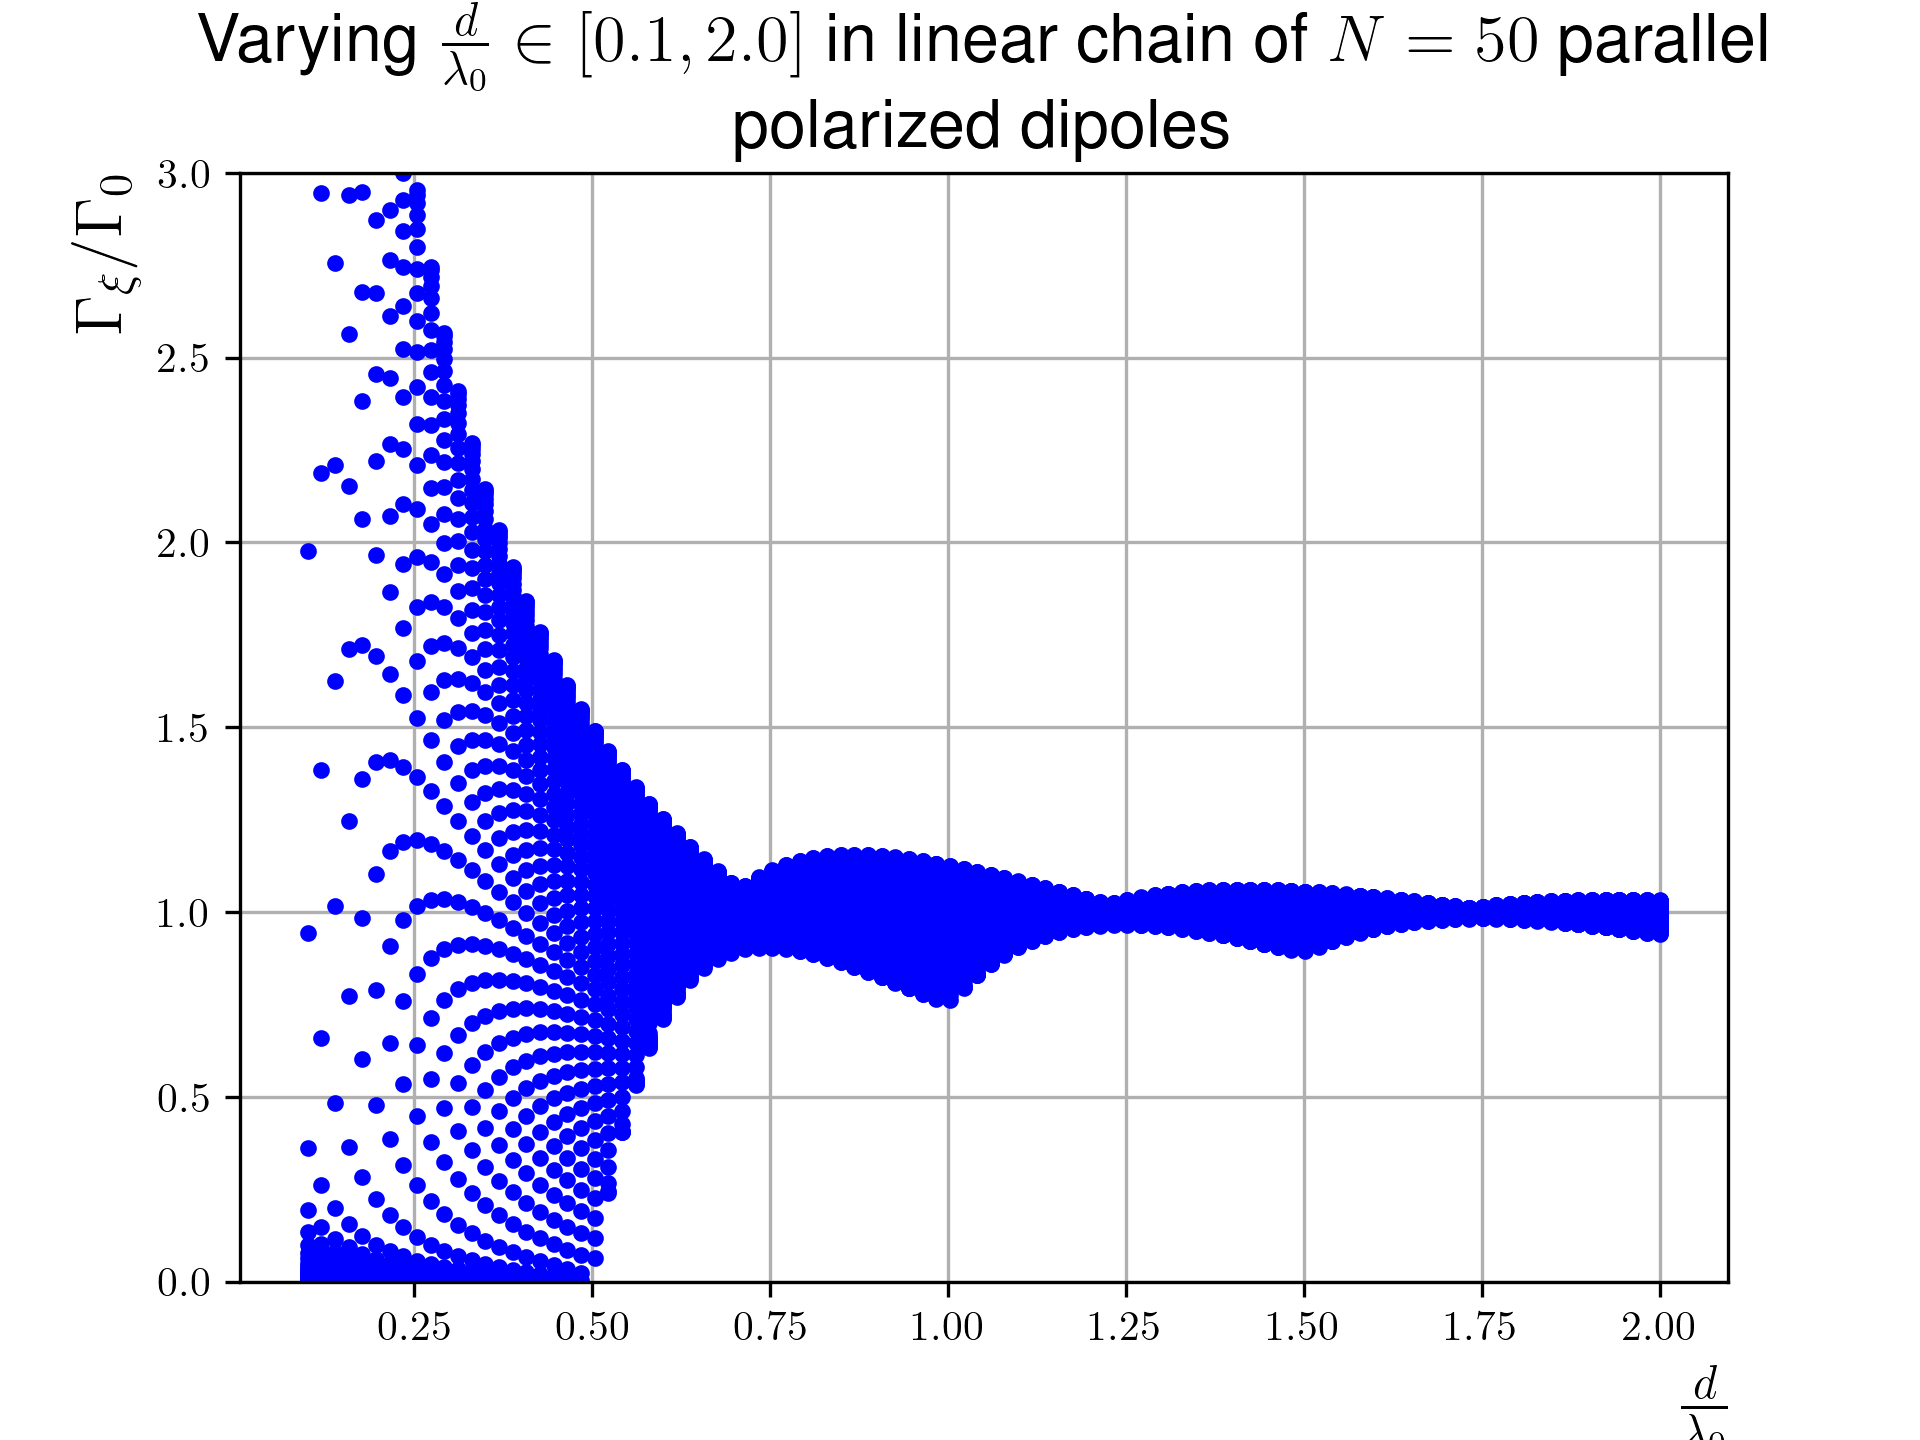 Varying d/λ₀ ∈ [0.1, 2.0] in linear chain of N = 50 parallel
polarized dipoles
Γ_ξ/Γ₀
3.0
2.5
2.0
1.5
1.0
0.5
0.0
0.25 0.50 0.75 1.00 1.25 1.50 1.75 2.00
d/λ₀